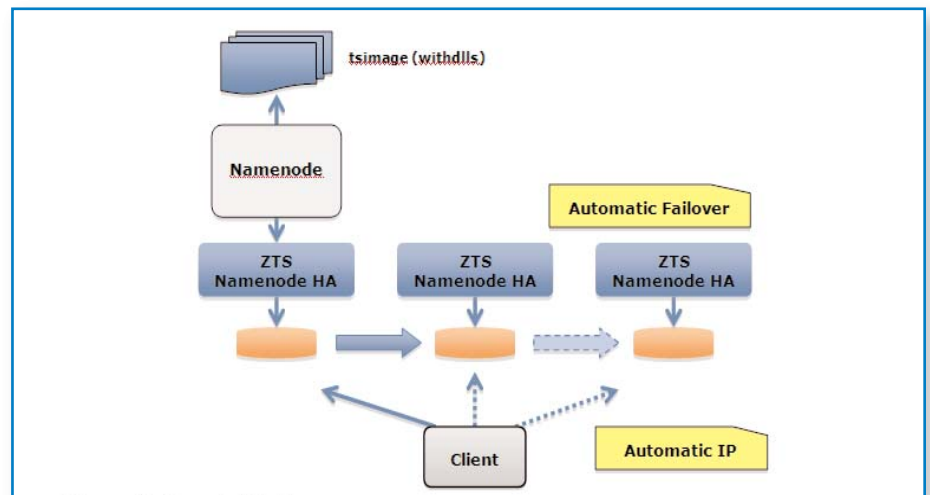 tsimage (withdlls)
Namenode
Automatic Failover
ZTS
Namenode HA
ZTS
Namenode HA
ZTS
Namenode HA
Client
Automatic IP